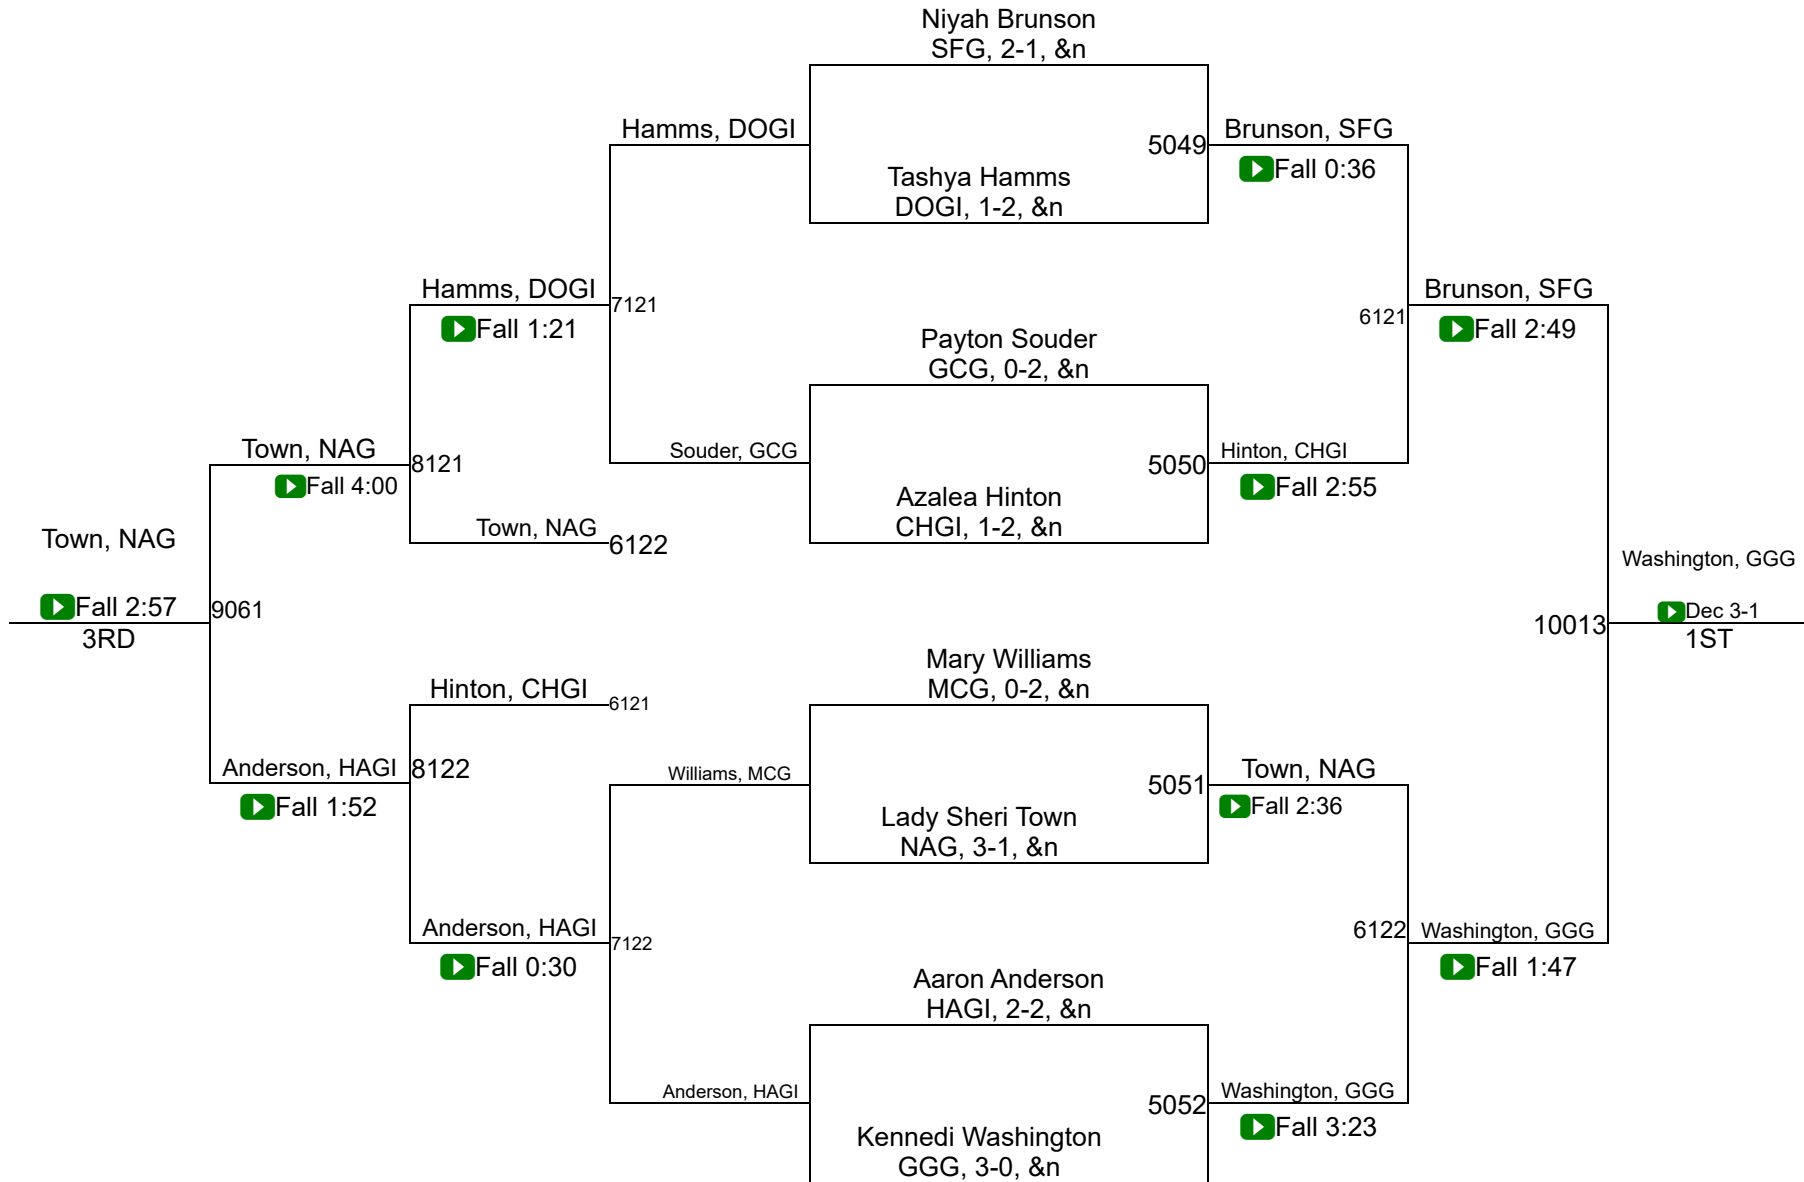 Niyah Brunson
SFG, 2-1, &n
Hamms, DOGI
5049
Brunson, SFG
Fall 0:36
Tashya Hamms
DOGI, 1-2, &n
Hamms, DOGI
7121
Fall 1:21
Brunson, SFG
6121
Fall 2:49
Payton Souder
GCG, 0-2, &n
Town, NAG
8121
Fall 4:00
Souder, GCG
5050
Hinton, CHGI
Fall 2:55
Azalea Hinton
CHGI, 1-2, &n
Town, NAG
6122
Town, NAG
Fall 2:57
9061
3RD
Washington, GGG
10013
Dec 3-1
1ST
Mary Williams
MCG, 0-2, &n
Hinton, CHGI
6121
Anderson, HAGI
8122
Fall 1:52
Williams, MCG
5051
Town, NAG
Fall 2:36
Lady Sheri Town
NAG, 3-1, &n
Anderson, HAGI
7122
Fall 0:30
6122
Washington, GGG
Fall 1:47
Aaron Anderson
HAGI, 2-2, &n
Anderson, HAGI
5052
Washington, GGG
Fall 3:23
Kennedi Washington
GGG, 3-0, &n